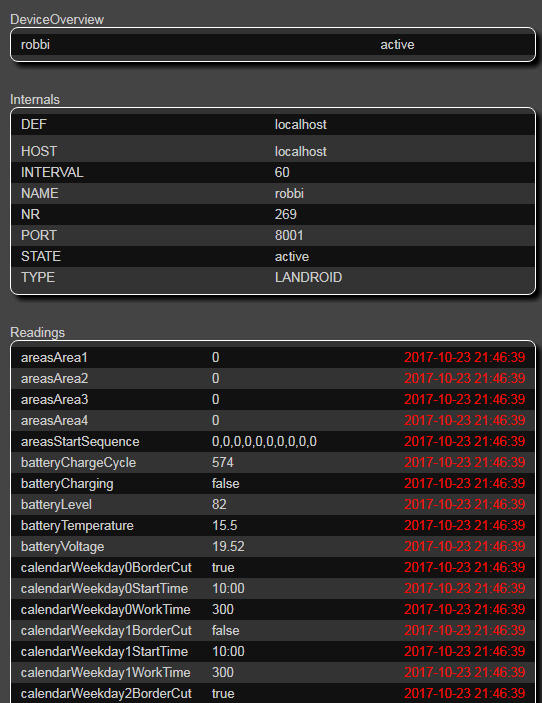 DeviceOverview
robbi active
Internals
DEF localhost
HOST localhost
INTERVAL 60
NAME robbi
NR 269
PORT 8001
STATE active
TYPE LANDROID
Readings
areasArea1 0 2017-10-23 21:46:39
areasArea2 0 2017-10-23 21:46:39
areasArea3 0 2017-10-23 21:46:39
areasArea4 0 2017-10-23 21:46:39
areasStartSequence 0,0,0,0,0,0,0,0,0,0 2017-10-23 21:46:39
batteryChargeCycle 574 2017-10-23 21:46:39
batteryCharging false 2017-10-23 21:46:39
batteryLevel 82 2017-10-23 21:46:39
batteryTemperature 15.5 2017-10-23 21:46:39
batteryVoltage 19.52 2017-10-23 21:46:39
calendarWeekday0BorderCut true 2017-10-23 21:46:39
calendarWeekday0StartTime 10:00 2017-10-23 21:46:39
calendarWeekday0WorkTime 300 2017-10-23 21:46:39
calendarWeekday1BorderCut false 2017-10-23 21:46:39
calendarWeekday1StartTime 10:00 2017-10-23 21:46:39
calendarWeekday1WorkTime 300 2017-10-23 21:46:39
calendarWeekday2BorderCut true 2017-10-23 21:46:39